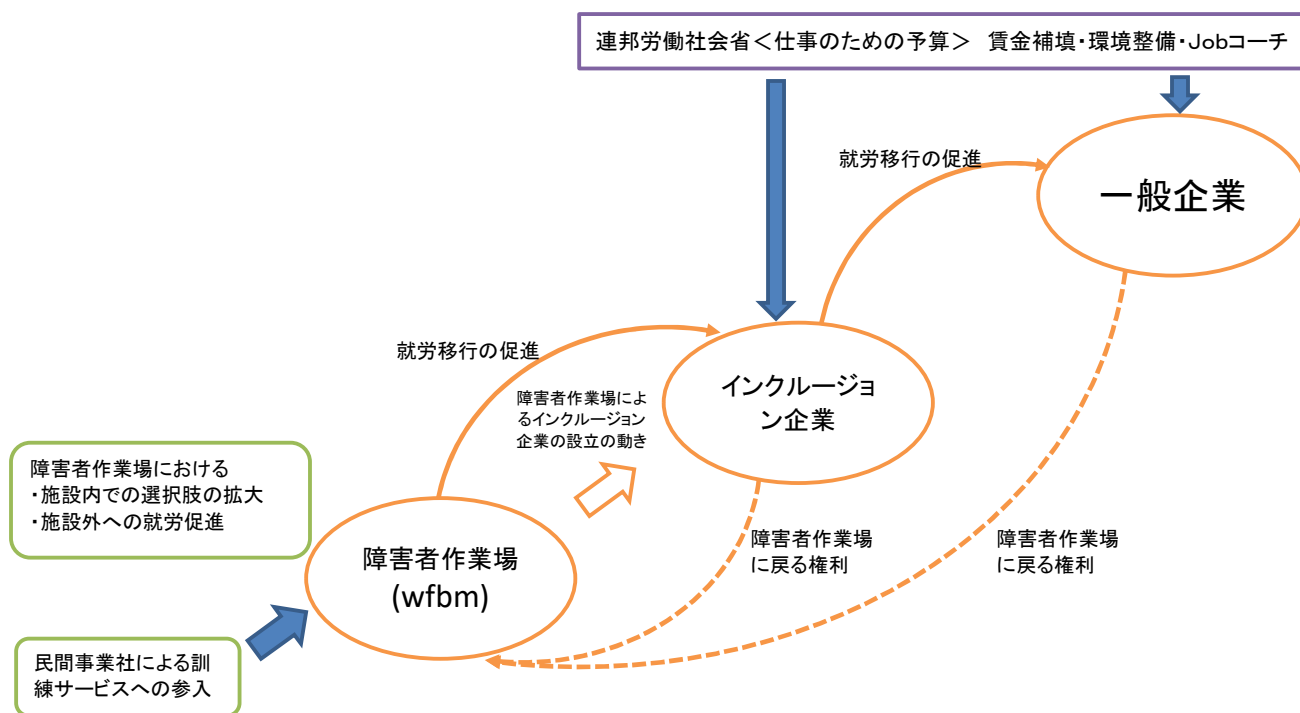 連邦労働社会省＜仕事のための予算＞　賃金補填・環境整備・Jobコーチ
就労移行の促進
一般企業
就労移行の促進
インクルージョ
ン企業
障害者作業場によ
るインクルージョン
企業の設立の動き
障害者作業場における
・施設内での選択肢の拡大
・施設外への就労促進
障害者作業場
に戻る権利
障害者作業場
に戻る権利
障害者作業場
(wfbm)
民間事業社による訓
練サービスへの参入